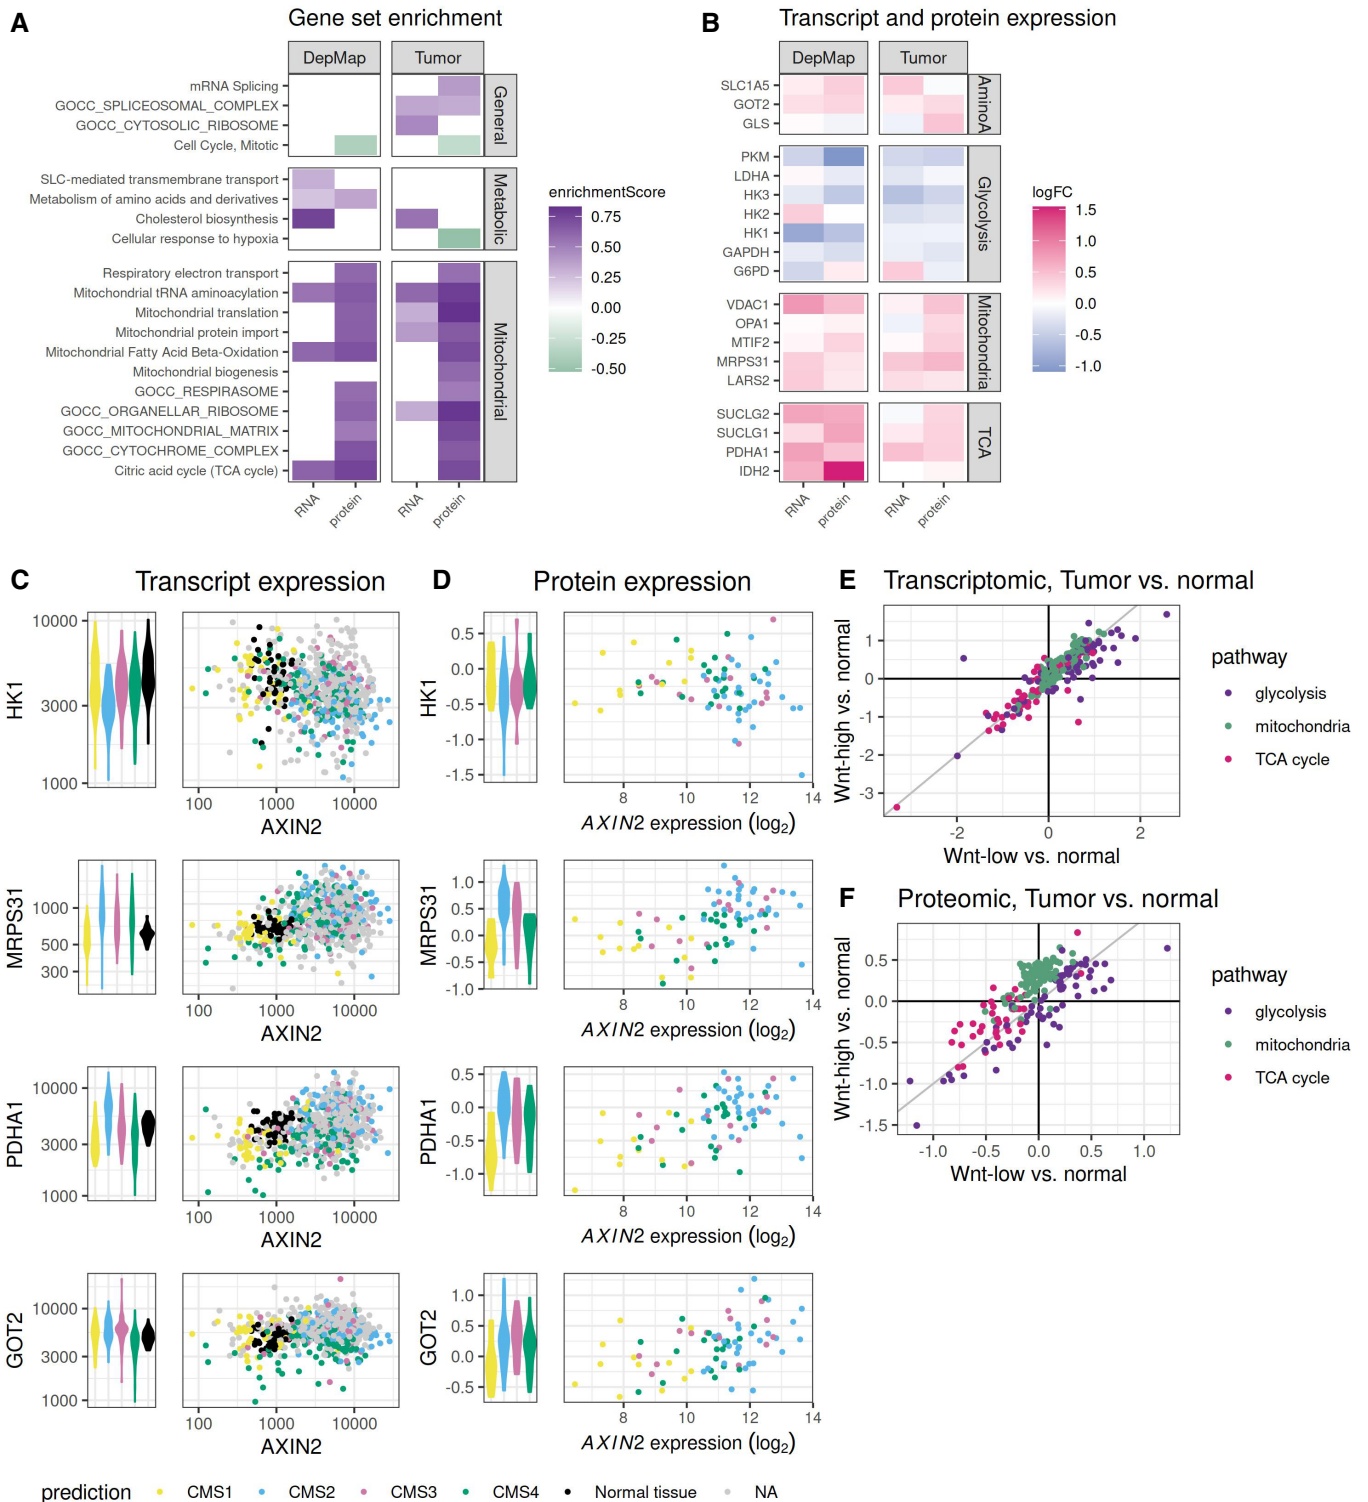 A
Gene set enrichment
DepMap
Tumor
mRNA Splicing
GOCC_SPLICEOSOMAL_COMPLEX
GOCC_CYTOSOLIC_RIBOSOME
Cell Cycle, Mitotic
General
SLC-mediated transmembrane transport
Metabolism of amino acids and derivatives
Cholesterol biosynthesis
Cellular response to hypoxia
Metabolic
Respiratory electron transport
Mitochondrial tRNA aminoacylation
Mitochondrial translation
Mitochondrial protein import
Mitochondrial Fatty Acid Beta-Oxidation
Mitochondrial biogenesis
GOCC_RESPIRASOME
GOCC_ORGANELLAR_RIBOSOME
GOCC_MITOCHONDRIAL_MATRIX
GOCC_CYTOCHROME_COMPLEX
Citric acid cycle (TCA cycle)
Mitochondrial
RNA
protein
RNA
protein
enrichmentScore
0.75
0.50
0.25
0.00
-0.25
-0.50
B
Transcript and protein expression
DepMap
Tumor
SLC1A5
GOT2
GLS
AminoA
PKM
LDHA
HK3
HK2
HK1
GAPDH
G6PD
Glycolysis
VDAC1
OPA1
MTIF2
MRPS31
LARS2
Mitochondria
SUCLG2
SUCLG1
PDHA1
IDH2
TCA
RNA
protein
RNA
protein
logFC
1.5
1.0
0.5
0.0
-0.5
-1.0
C
Transcript expression
HK1
10000
3000
1000
100
1000
10000
AXIN2
MRPS31
1000
500
300
100
1000
10000
AXIN2
PDHA1
10000
3000
1000
100
1000
10000
AXIN2
GOT2
10000
3000
1000
100
1000
10000
AXIN2
D
Protein expression
HK1
0.5
0.0
-0.5
-1.0
-1.5
8
10
12
14
AXIN2 expression (log₂)
MRPS31
1.0
0.5
0.0
-0.5
-1.0
8
10
12
14
AXIN2 expression (log₂)
PDHA1
0.5
0.0
-0.5
-1.0
8
10
12
14
AXIN2 expression (log₂)
GOT2
1.0
0.5
0.0
-0.5
8
10
12
14
AXIN2 expression (log₂)
E
Transcriptomic, Tumor vs. normal
Wnt-high vs. normal
1
0
-1
-2
-3
-2
0
2
Wnt-low vs. normal
pathway
glycolysis
mitochondria
TCA cycle
F
Proteomic, Tumor vs. normal
Wnt-high vs. normal
0.5
0.0
-0.5
-1.0
-1.5
-1.0
-0.5
0.0
0.5
1.0
Wnt-low vs. normal
pathway
glycolysis
mitochondria
TCA cycle
prediction
CMS1
CMS2
CMS3
CMS4
Normal tissue
NA